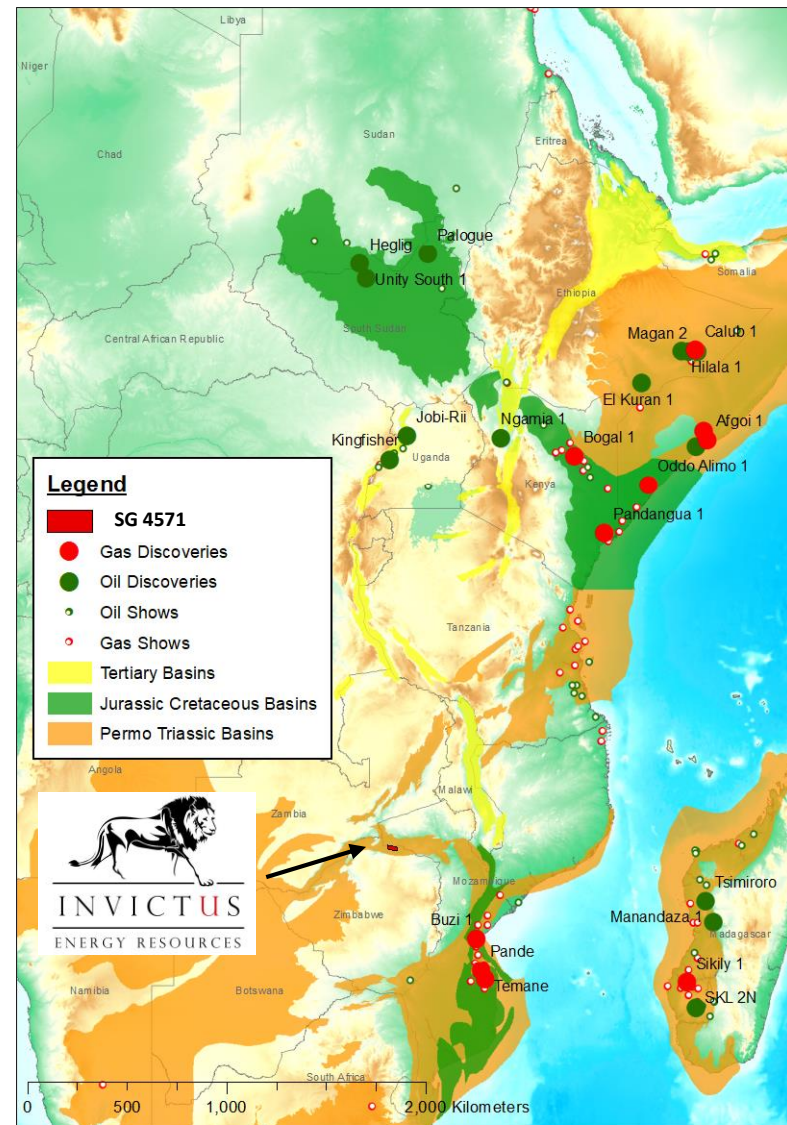 Libya
Niger
Sudan
Chad
Eritrea
Palogue
Heglig
Unity South 1
Somalia
Ethiopia
South Sudan
Central African Republic
Magan 2
Calub 1
Hilala 1
El Kuran 1
Jobi-Rii
Ngamia 1
Afgoi 1
Kingfisher
Bogal 1
Uganda
Oddo Alimo 1
Kenya
Pandangua 1
Legend
SG 4571
Gas Discoveries
Oil Discoveries
Oil Shows
Gas Shows
Tertiary Basins
Jurassic Cretaceous Basins
Permo Triassic Basins
Tanzania
Angola
Malawi
Zambia
INVICTUS
ENERGY RESOURCES
Mozambique
Tsimiroro
Buzi 1
Manandaza 1
Zimbabwe
Madagascar
Pande
Sikily 1
Temane
SKL 2N
Namibia
Botswana
South Africa
0 500 1,000 2,000 Kilometers